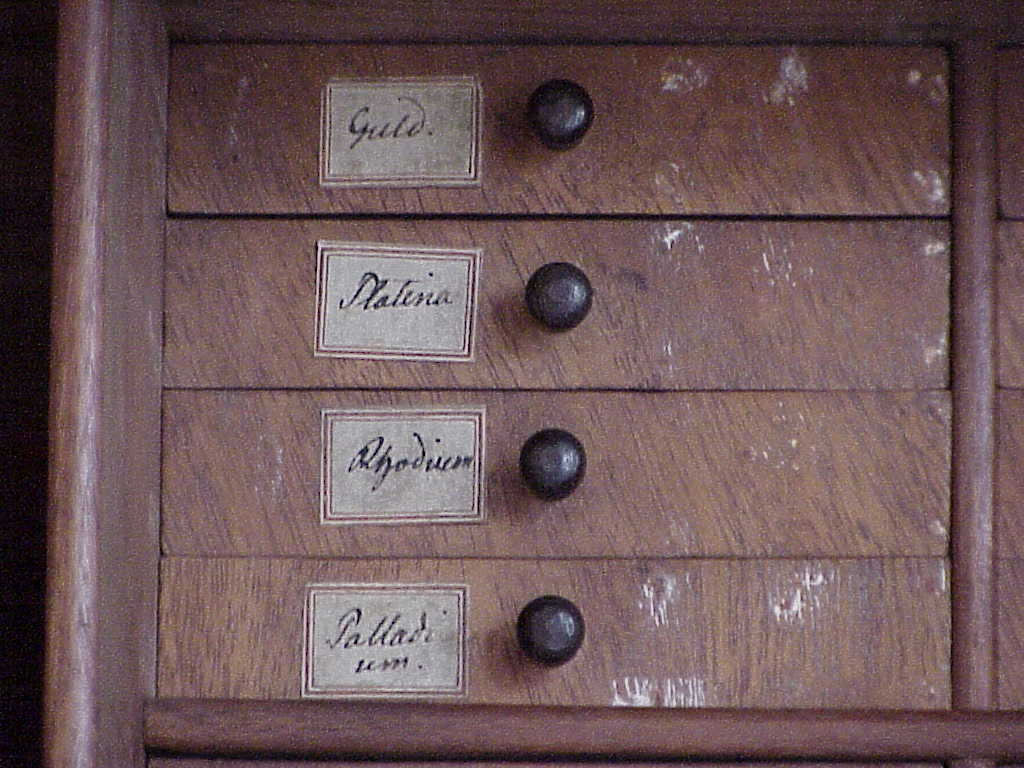 Guld.
Platina
Rhodium
Palladi
um.